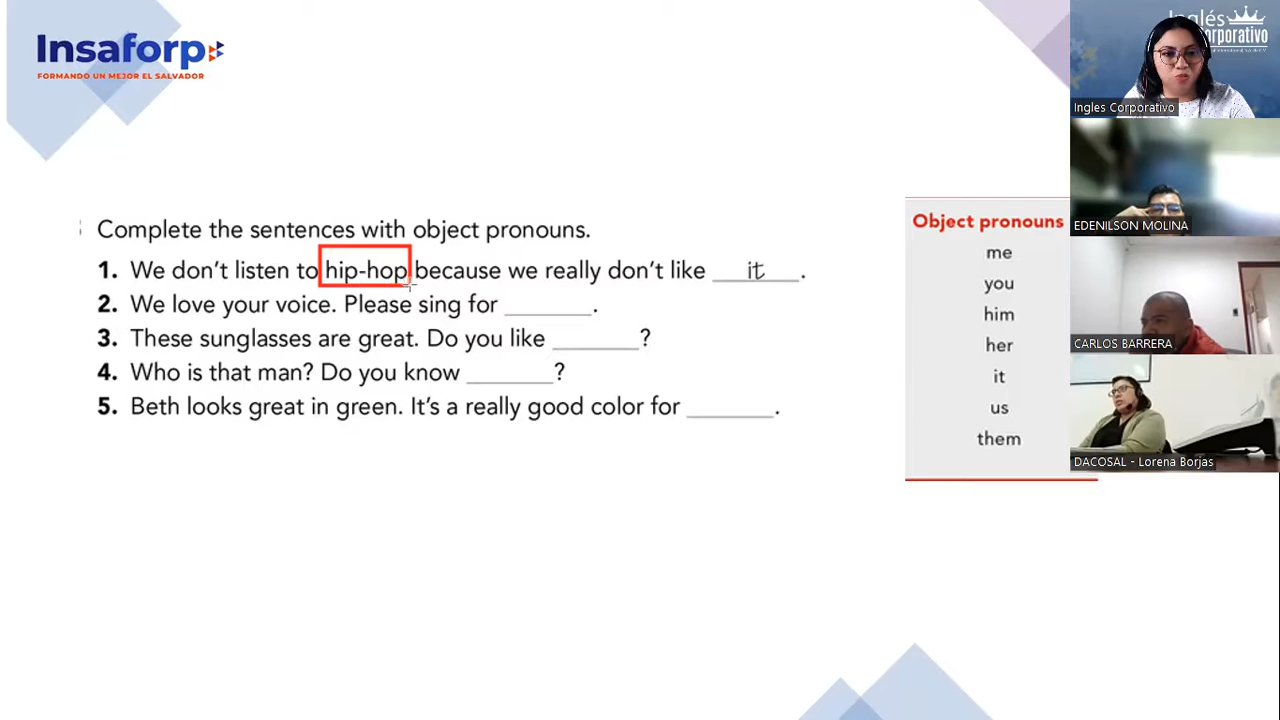 Insaforp
FORMANDO UN MEJOR EL SALVADOR
Complete the sentences with object pronouns.
1. We don't listen to hip-hop because we really don't like it.
2. We love your voice. Please sing for ________.
3. These sunglasses are great. Do you like ________?
4. Who is that man? Do you know ________?
5. Beth looks great in green. It's a really good color for ________.
Object pronouns
me
you
him
her
it
us
them
Inglés
Corporativo
Ingles Corporativo
EDENILSON MOLINA
CARLOS BARRERA
DACOSAL - Lorena Borjas